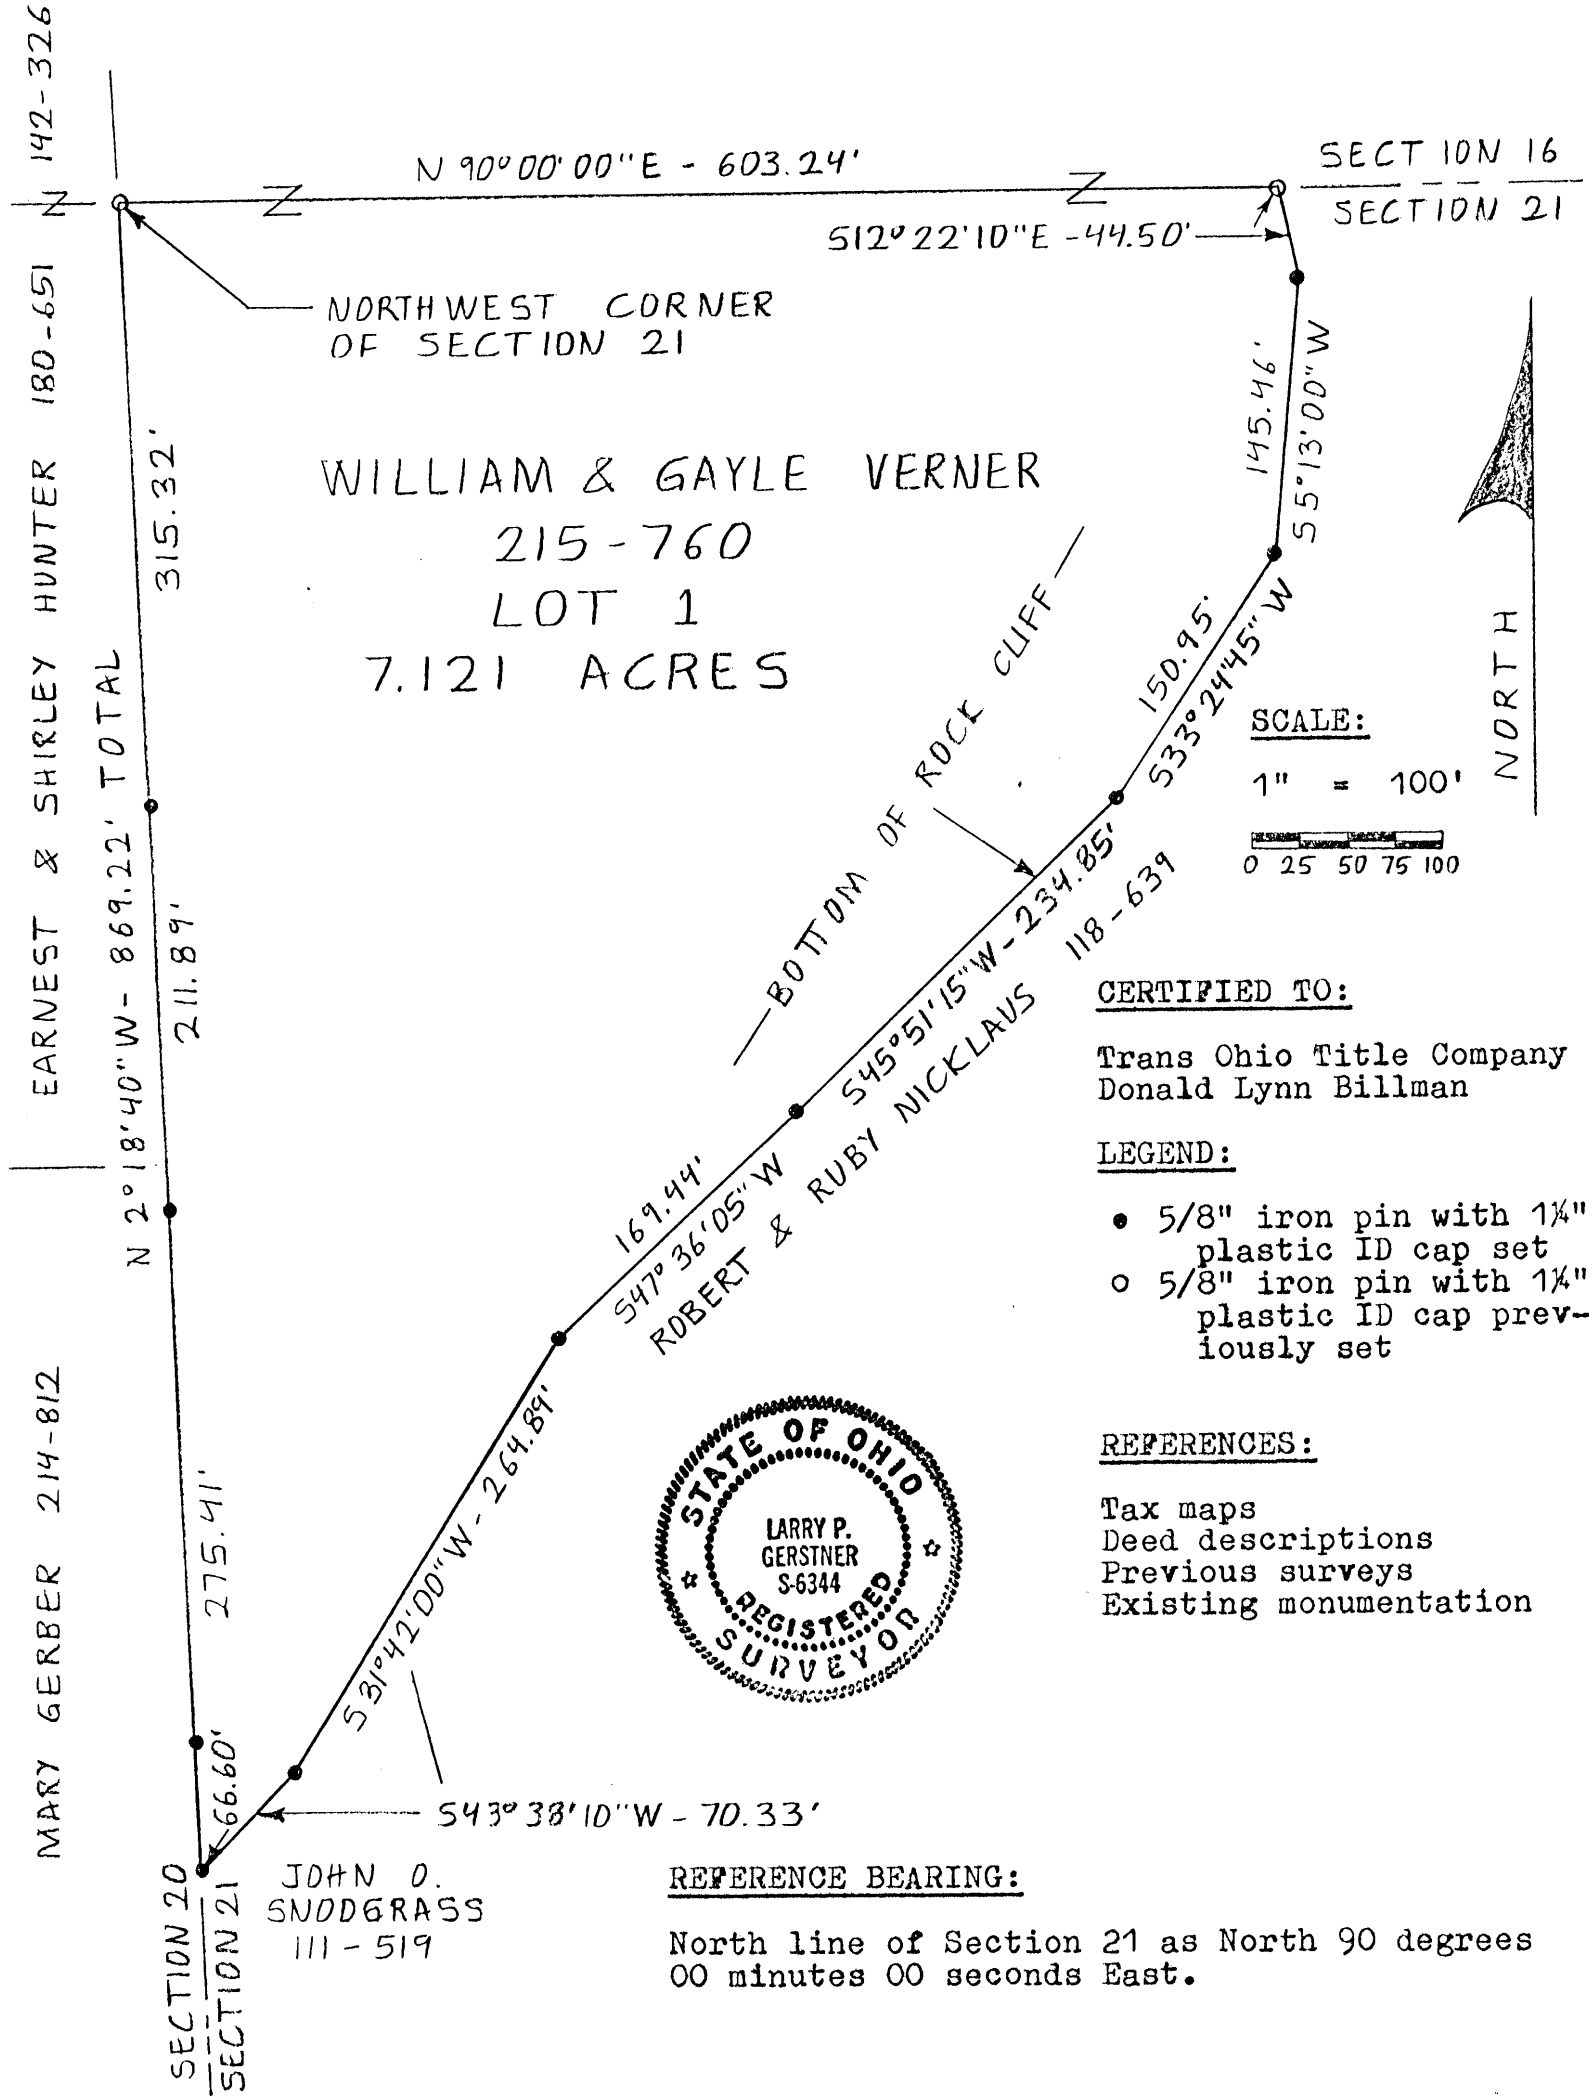 142-326
N 90°00'00"E - 603.24'
SECTION 16
SECTION 21
S12°22'10"E - 44.50'
NORTHWEST CORNER
OF SECTION 21
EARNEST & SHIRLEY HUNTER 180-651
315.32'
145.46'
S5°13'00"W
WILLIAM & GAYLE VERNER
215-760
LOT 1
7.121 ACRES
NORTH
150.95'
S33°24'45"W
SCALE:
1" = 100'
0 25 50 75 100
BOTTOM OF ROCK CLIFF
N 2°18'40"W - 869.22' TOTAL
211.89'
S45°51'15"W - 234.85'
ROBERT & RUBY NICKLAUS 118-639
169.44'
S47°36'05"W
CERTIFIED TO:
Trans Ohio Title Company
Donald Lynn Billman
LEGEND:
5/8" iron pin with 1¼"
plastic ID cap set
5/8" iron pin with 1¼"
plastic ID cap prev-
iously set
MARY GERBER 214-812
275.41'
S31°42'00"W - 264.89'
STATE OF OHIO
LARRY P.
GERSTNER
S-6344
REGISTERED
SURVEYOR
REFERENCES:
Tax maps
Deed descriptions
Previous surveys
Existing monumentation
66.60'
S43°38'10"W - 70.33'
SECTION 20
SECTION 21
JOHN O.
SNODGRASS
111-519
REFERENCE BEARING:
North line of Section 21 as North 90 degrees
00 minutes 00 seconds East.